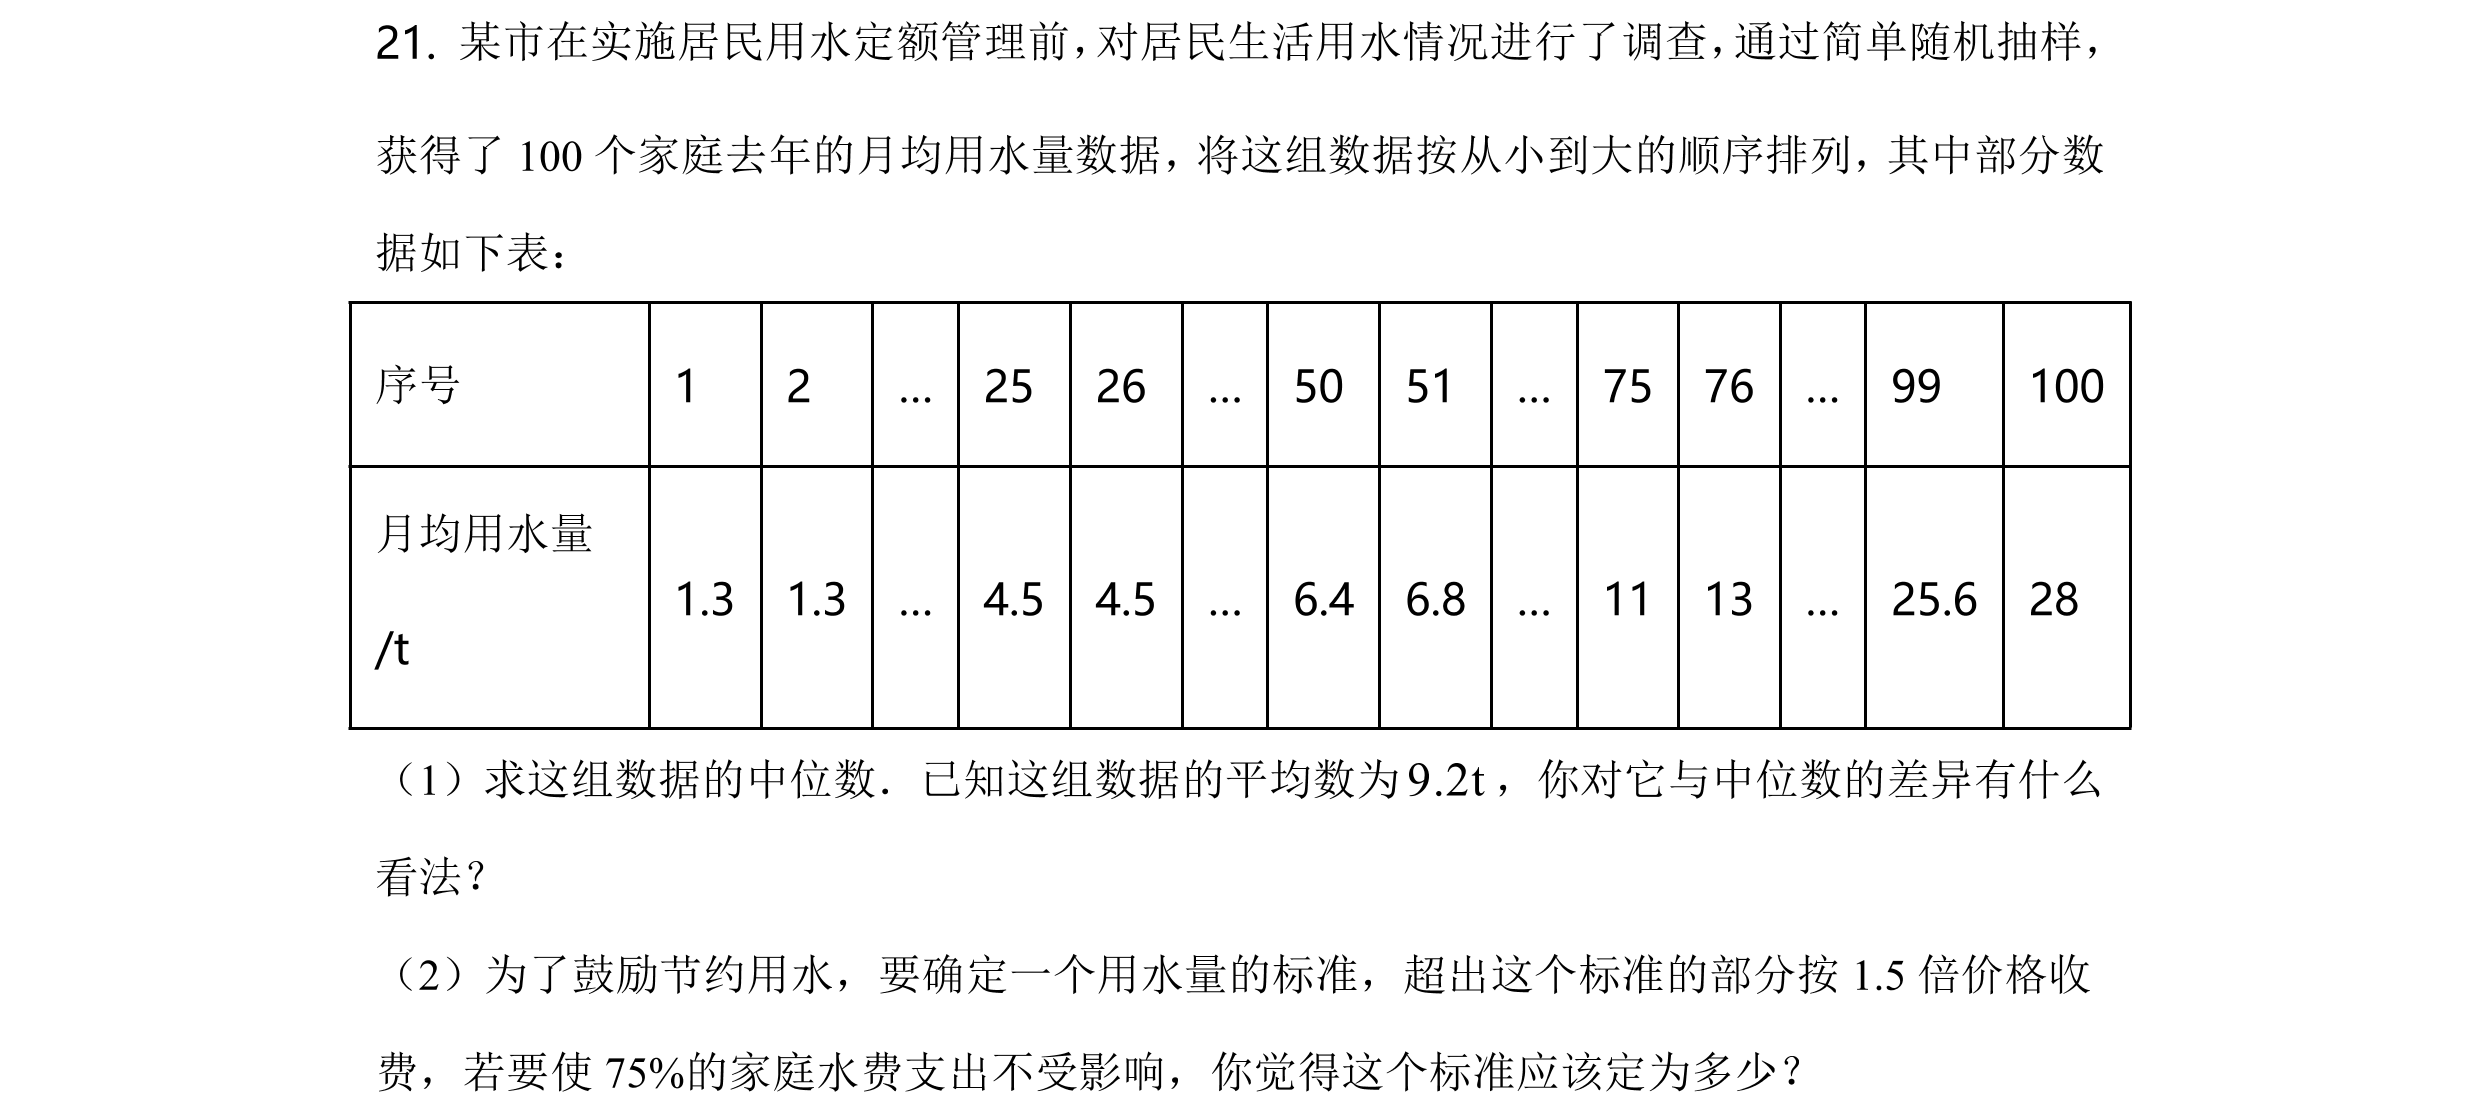 21. 某市在实施居民用水定额管理前，对居民生活用水情况进行了调查，通过简单随机抽样，
获得了 100 个家庭去年的月均用水量数据，将这组数据按从小到大的顺序排列，其中部分数
据如下表：
序号 1 2 … 25 26 … 50 51 … 75 76 … 99 100
月均用水量
/t 1.3 1.3 … 4.5 4.5 … 6.4 6.8 … 11 13 … 25.6 28
（1）求这组数据的中位数．已知这组数据的平均数为9.2t，你对它与中位数的差异有什么
看法？
（2）为了鼓励节约用水，要确定一个用水量的标准，超出这个标准的部分按 1.5 倍价格收
费，若要使 75%的家庭水费支出不受影响，你觉得这个标准应该定为多少？